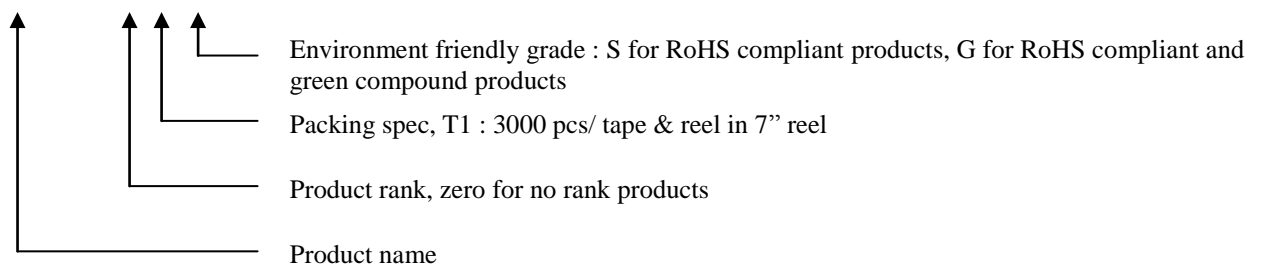 Environment friendly grade : S for RoHS compliant products, G for RoHS compliant and
green compound products
Packing spec, T1 : 3000 pcs/ tape & reel in 7” reel
Product rank, zero for no rank products
Product name